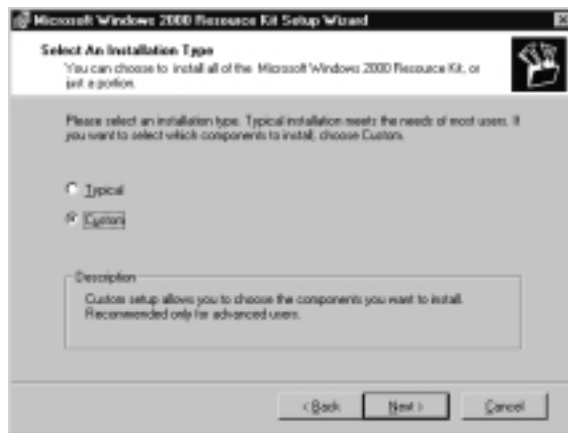 Microsoft Windows 2000 Resource Kit Setup Wizard
Select An Installation Type
You can choose to install all of the Microsoft Windows 2000 Resource Kit, or
just a portion.
Please select an installation type. Typical installation meets the needs of most users. If
you want to select which components to install, choose Custom.
Typical
Custom
Description
Custom setup allows you to choose the components you want to install.
Recommended only for advanced users.
< Back Next > Cancel